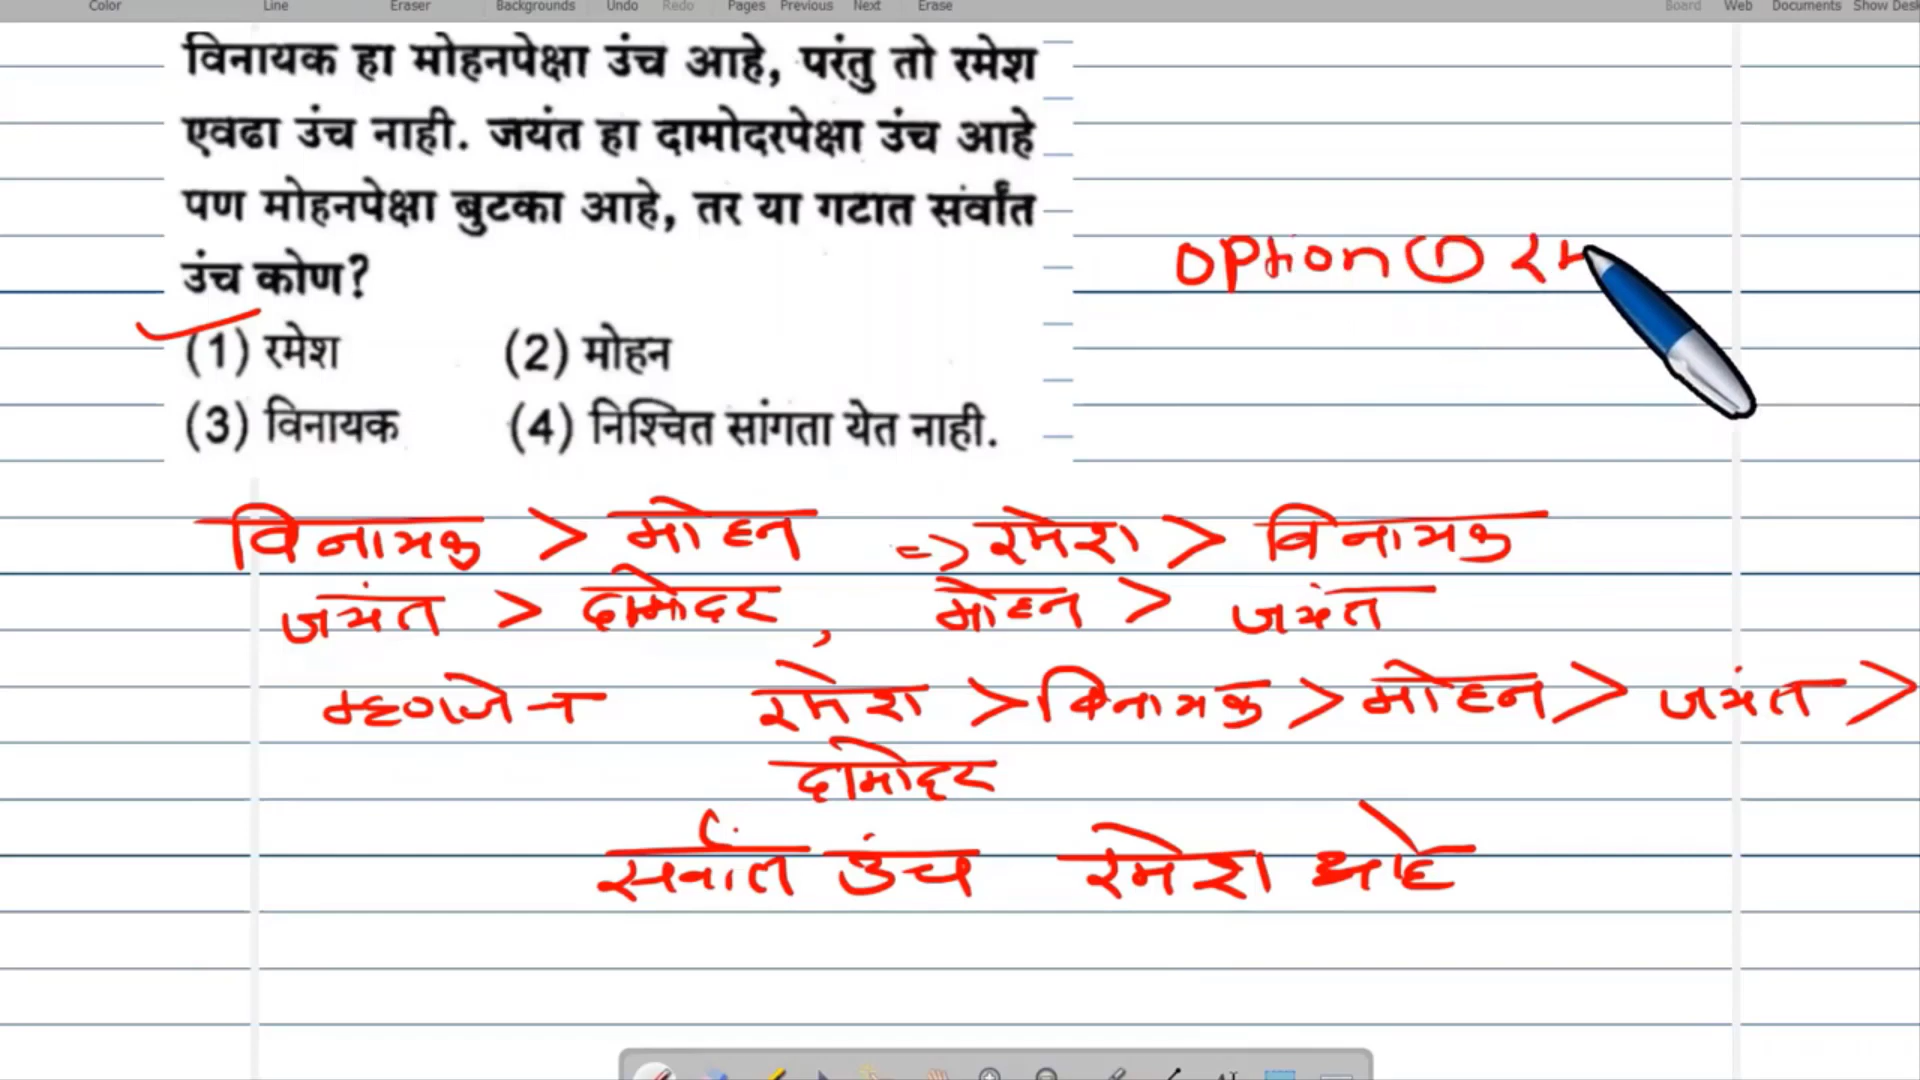 Color Line Eraser Backgrounds Undo Redo Pages Previous Next Erase Board Web Documents Show Desk
विनायक हा मोहनपेक्षा उंच आहे, परंतु तो रमेश
एवढा उंच नाही. जयंत हा दामोदरपेक्षा उंच आहे
पण मोहनपेक्षा बुटका आहे, तर या गटात संर्वांत
उंच कोण?
(1) रमेश (2) मोहन
(3) विनायक (4) निश्चित सांगता येत नाही.
option ① रम
विनायक > मोहन => रमेश > विनायक
जयंत > दामोदर , मोहन > जयंत
म्हणजेच रमेश > विनायक > मोहन > जयंत >
दामोदर
सर्वांत उंच रमेश आहे